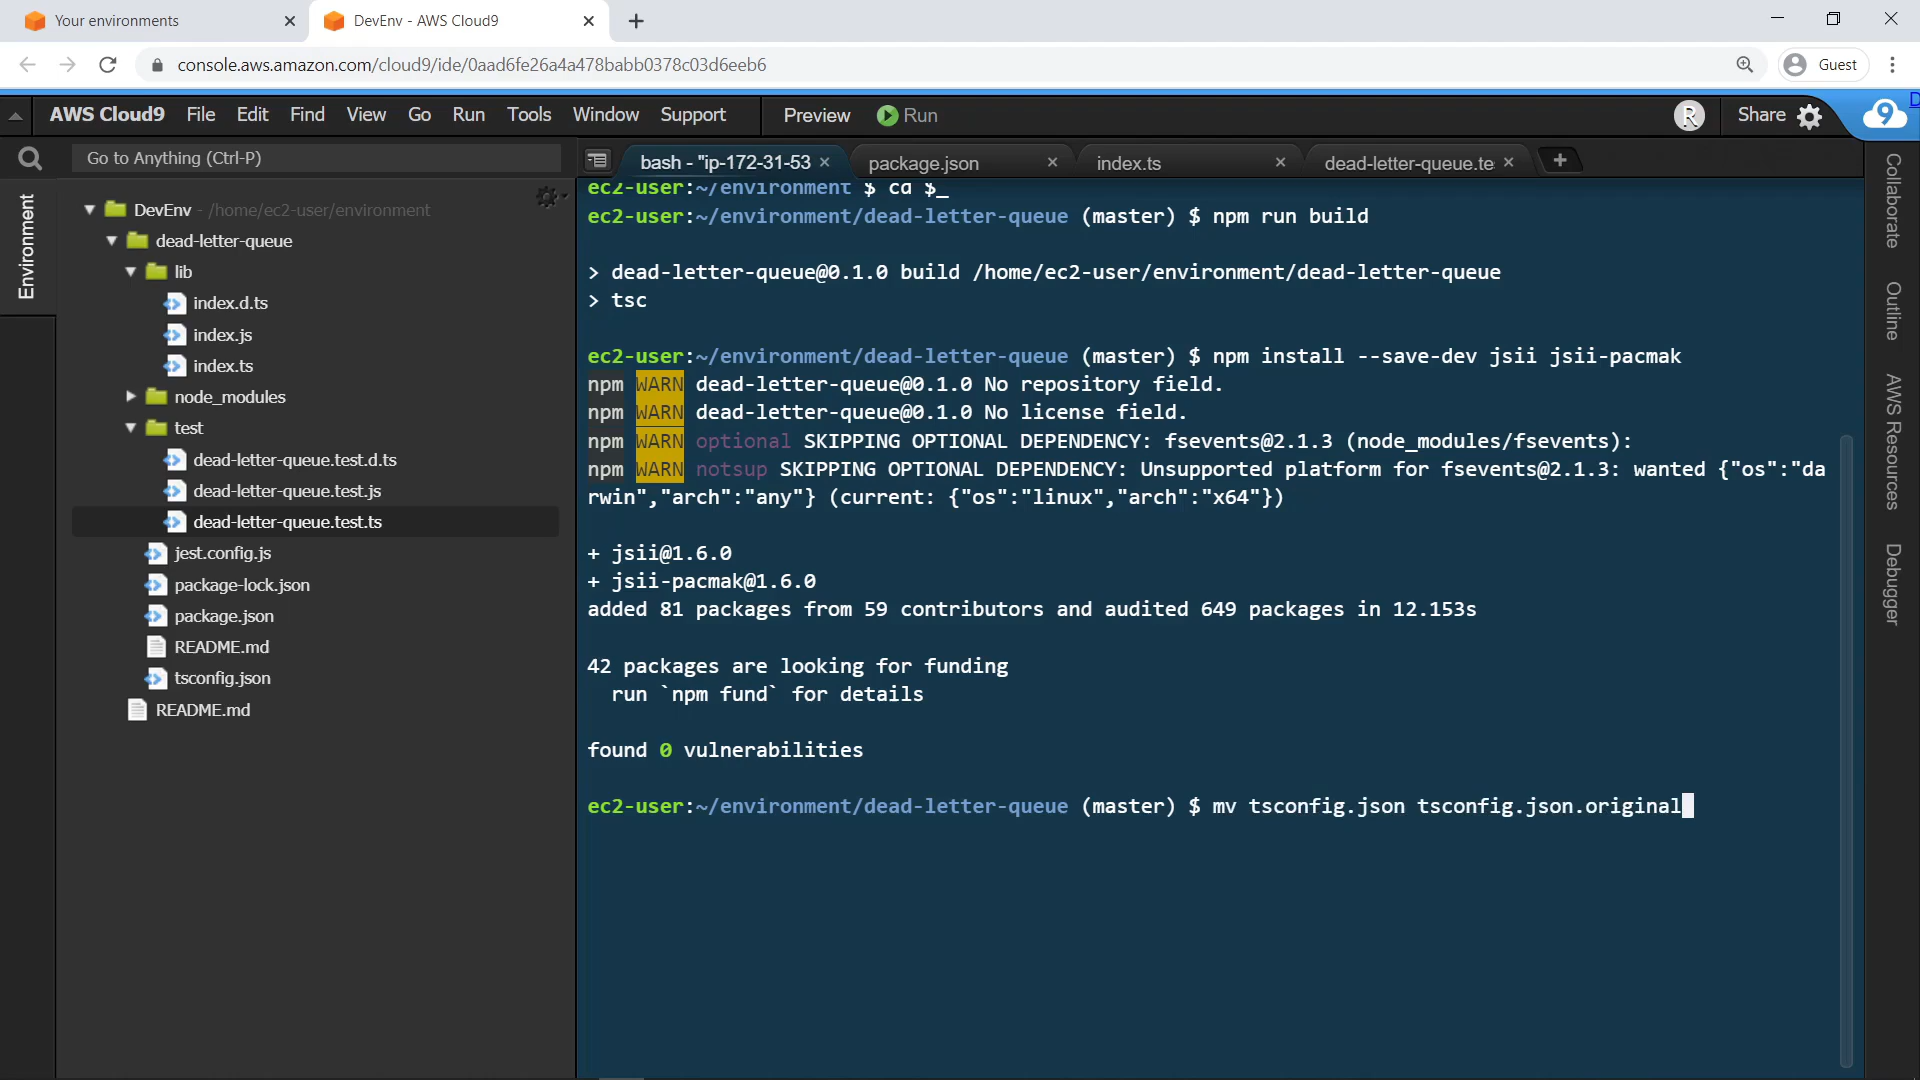 Your environments
DevEnv - AWS Cloud9
console.aws.amazon.com/cloud9/ide/0aad6fe26a4a478babb0378c03d6eeb6
Guest
AWS Cloud9 File Edit Find View Go Run Tools Window Support Preview Run
R
Share
9
D
Go to Anything (Ctrl-P)
bash - "ip-172-31-53
package.json
index.ts
dead-letter-queue.te
Environment
DevEnv - /home/ec2-user/environment
dead-letter-queue
lib
index.d.ts
index.js
index.ts
node_modules
test
dead-letter-queue.test.d.ts
dead-letter-queue.test.js
dead-letter-queue.test.ts
jest.config.js
package-lock.json
package.json
README.md
tsconfig.json
README.md
ec2-user:~/environment $ cd $_
ec2-user:~/environment/dead-letter-queue (master) $ npm run build
> dead-letter-queue@0.1.0 build /home/ec2-user/environment/dead-letter-queue
> tsc
ec2-user:~/environment/dead-letter-queue (master) $ npm install --save-dev jsii jsii-pacmak
npm WARN dead-letter-queue@0.1.0 No repository field.
npm WARN dead-letter-queue@0.1.0 No license field.
npm WARN optional SKIPPING OPTIONAL DEPENDENCY: fsevents@2.1.3 (node_modules/fsevents):
npm WARN notsup SKIPPING OPTIONAL DEPENDENCY: Unsupported platform for fsevents@2.1.3: wanted {"os":"da
rwin","arch":"any"} (current: {"os":"linux","arch":"x64"})
+ jsii@1.6.0
+ jsii-pacmak@1.6.0
added 81 packages from 59 contributors and audited 649 packages in 12.153s
42 packages are looking for funding
run `npm fund` for details
found 0 vulnerabilities
ec2-user:~/environment/dead-letter-queue (master) $ mv tsconfig.json tsconfig.json.original
Collaborate
Outline
AWS Resources
Debugger